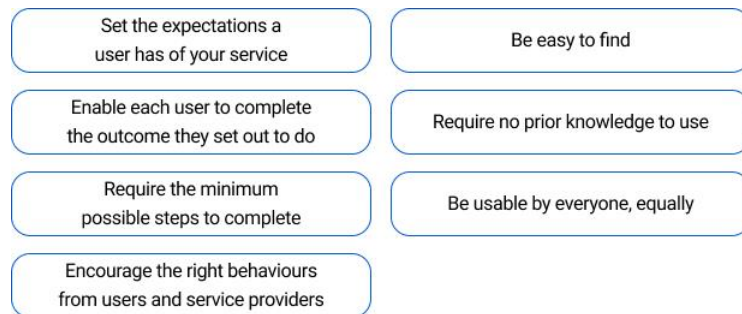 Set the expectations a
user has of your service
Be easy to find
Enable each user to complete
the outcome they set out to do
Require no prior knowledge to use
Require the minimum
possible steps to complete
Be usable by everyone, equally
Encourage the right behaviours
from users and service providers